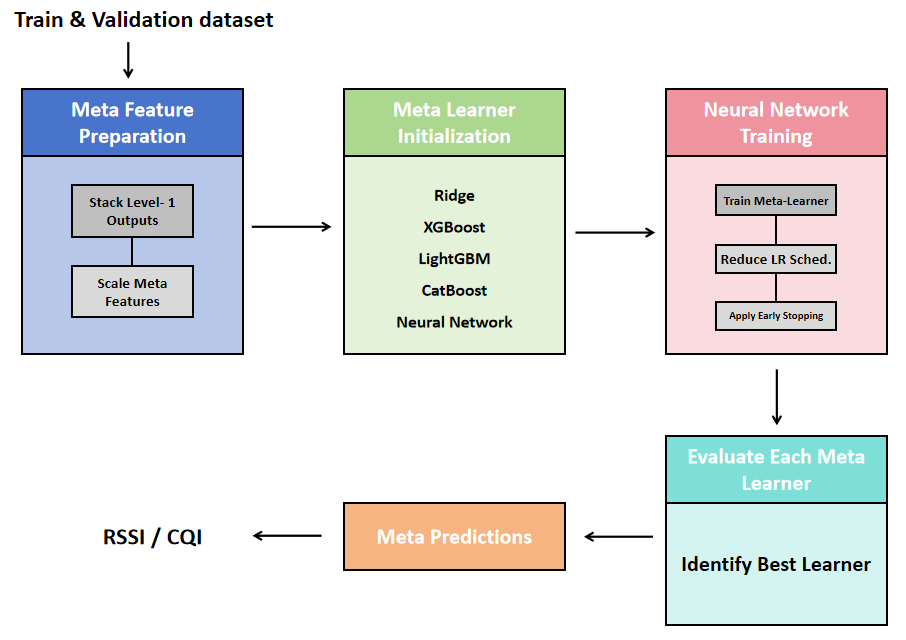 Train & Validation dataset
Meta Feature
Preparation
Stack Level- 1
Outputs
Scale Meta
Features
Meta Learner
Initialization
Ridge
XGBoost
LightGBM
CatBoost
Neural Network
Neural Network
Training
Train Meta-Learner
Reduce LR Sched.
Apply Early Stopping
Evaluate Each Meta
Learner
Identify Best Learner
Meta Predictions
RSSI / CQI